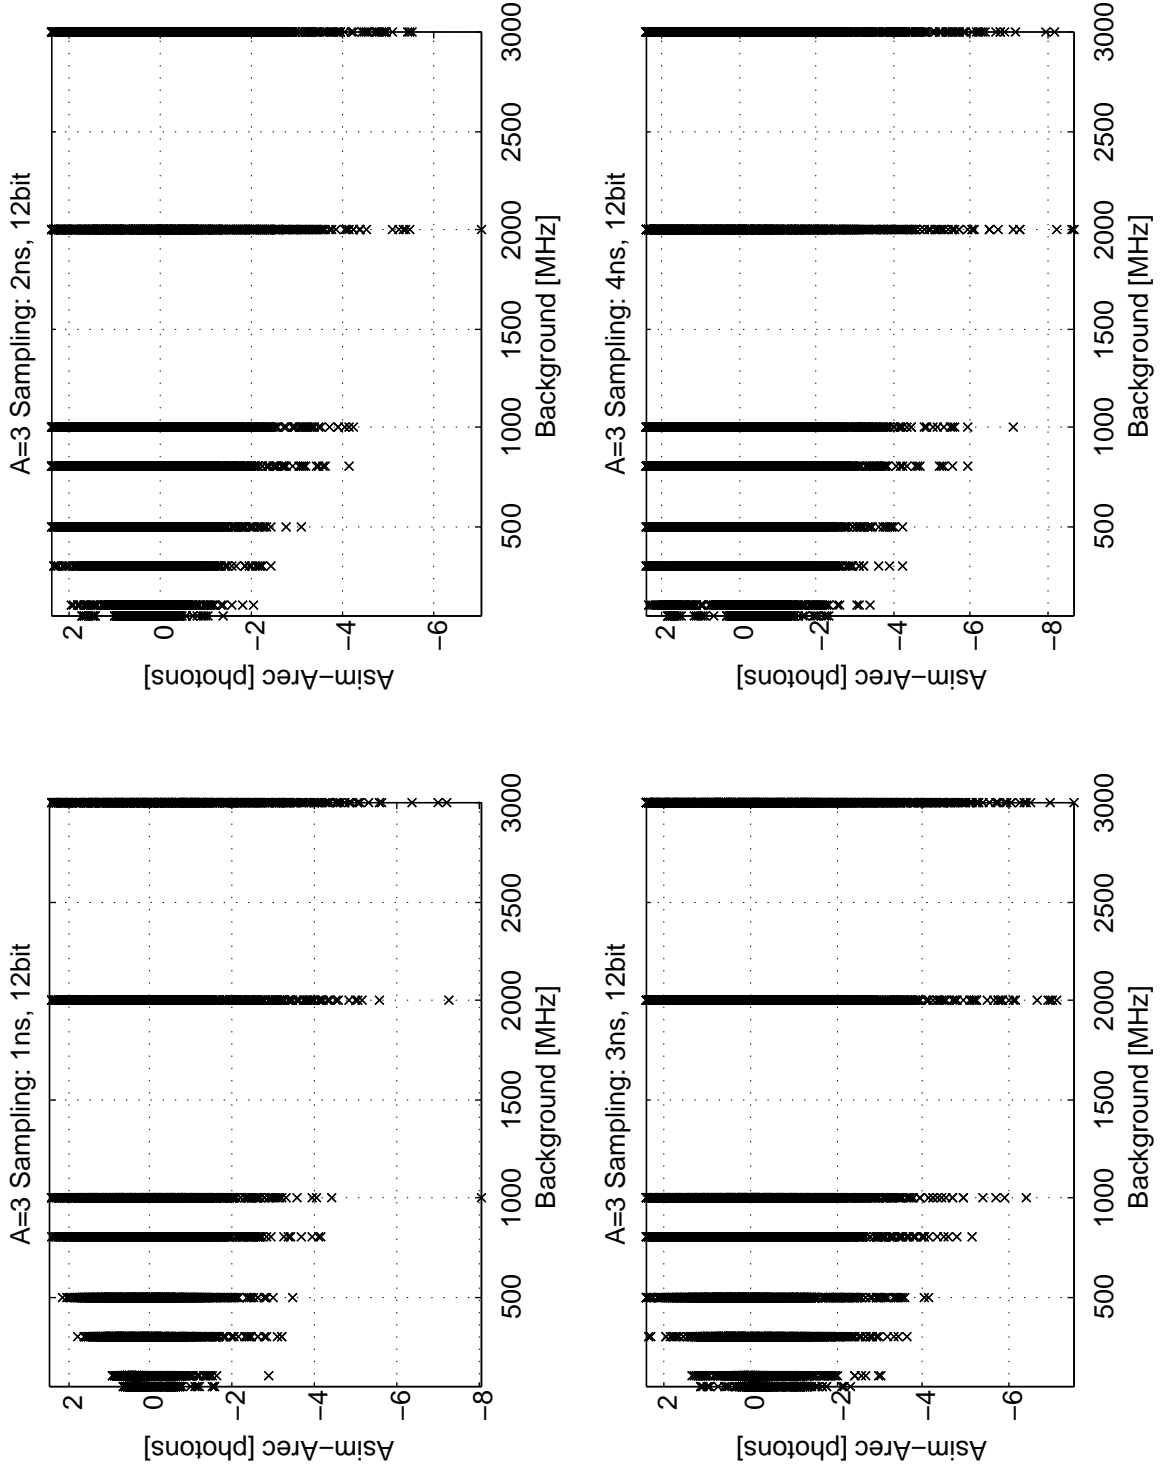 A=3 Sampling: 1ns, 12bit
Asim−Arec [photons]
2
0
−2
−4
−6
−8
500 1000 1500 2000 2500 3000
Background [MHz]
A=3 Sampling: 2ns, 12bit
Asim−Arec [photons]
2
0
−2
−4
−6
500 1000 1500 2000 2500 3000
Background [MHz]
A=3 Sampling: 3ns, 12bit
Asim−Arec [photons]
2
0
−2
−4
−6
500 1000 1500 2000 2500 3000
Background [MHz]
A=3 Sampling: 4ns, 12bit
Asim−Arec [photons]
2
0
−2
−4
−6
−8
500 1000 1500 2000 2500 3000
Background [MHz]